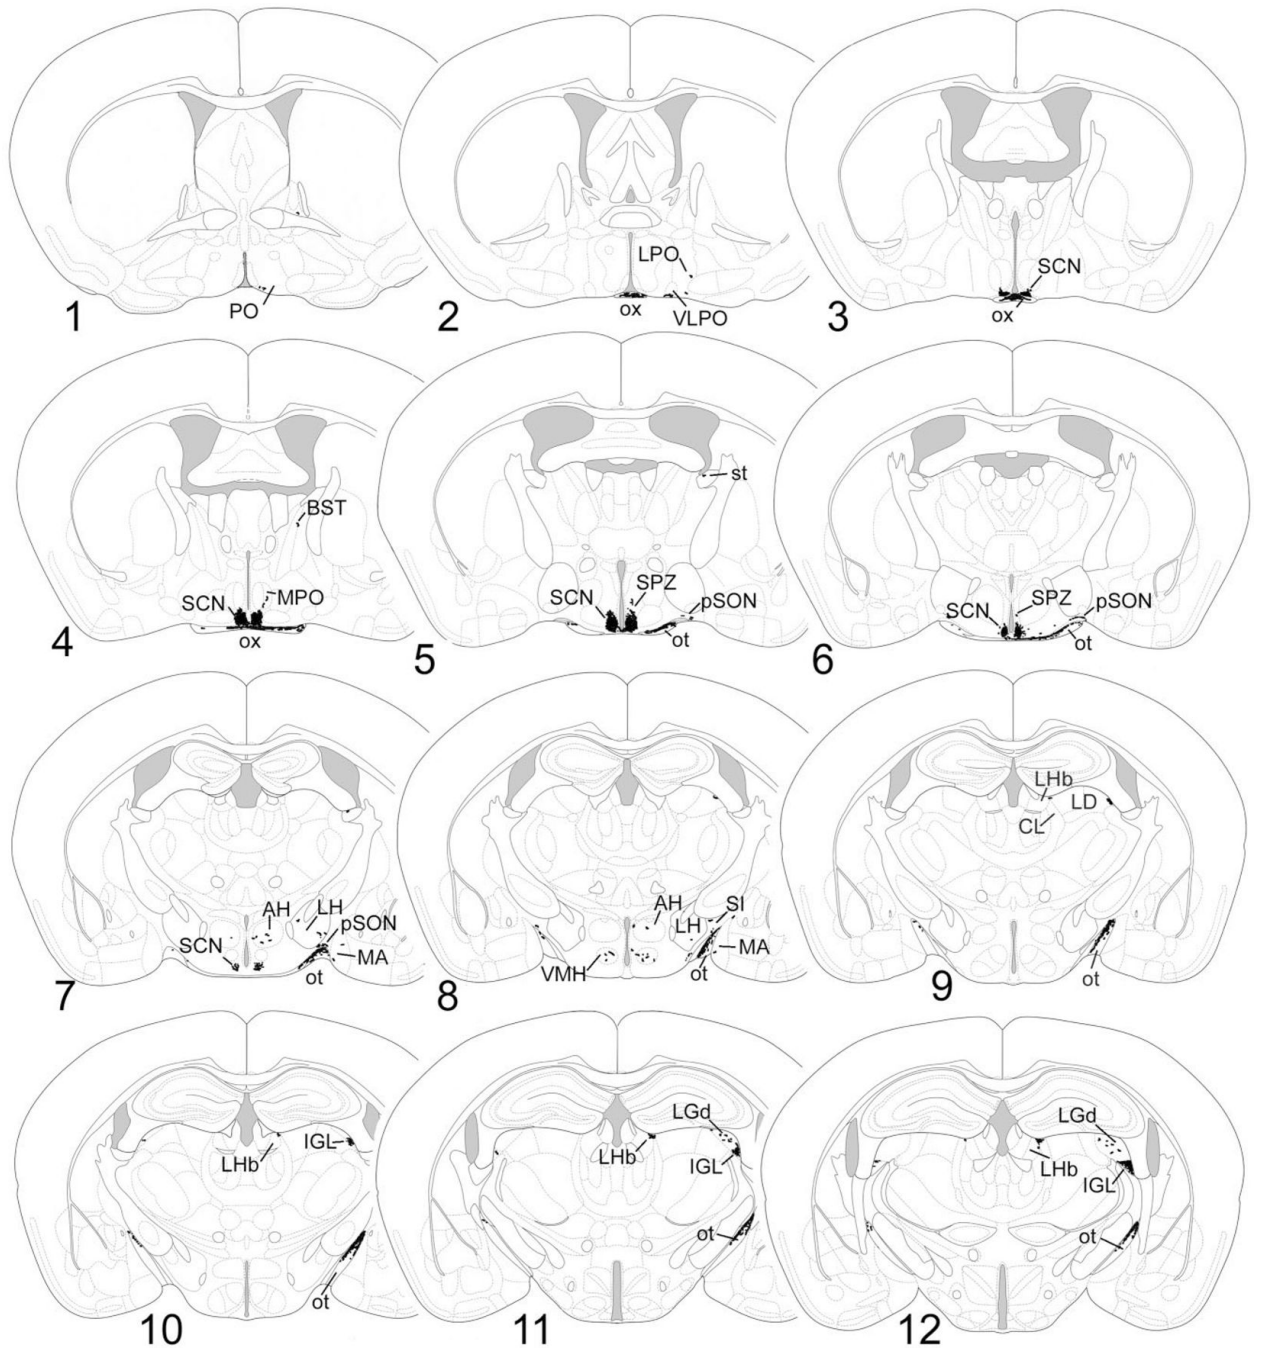 1
PO
2
LPO
ox
VLPO
3
SCN
ox
4
BST
SCN
MPO
ox
5
st
SCN
SPZ
pSON
ot
6
SCN
SPZ
pSON
ot
7
AH
LH
pSON
SCN
MA
ot
8
AH
SI
LH
MA
VMH
ot
9
LHb
LD
CL
ot
10
IGL
LHb
ot
11
LGd
LHb
IGL
ot
12
LGd
LHb
IGL
ot